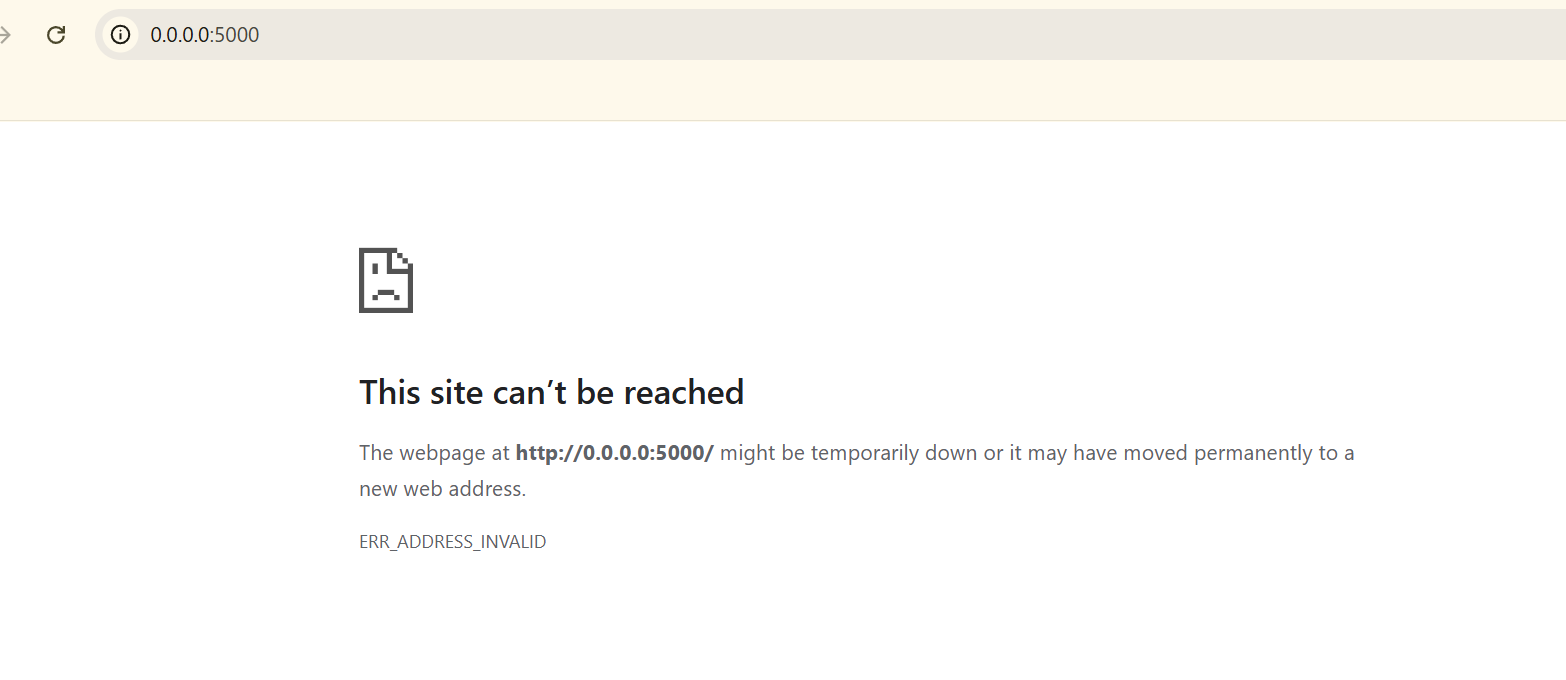 0.0.0.0:5000
This site can’t be reached
The webpage at http://0.0.0.0:5000/ might be temporarily down or it may have moved permanently to a
new web address.
ERR_ADDRESS_INVALID